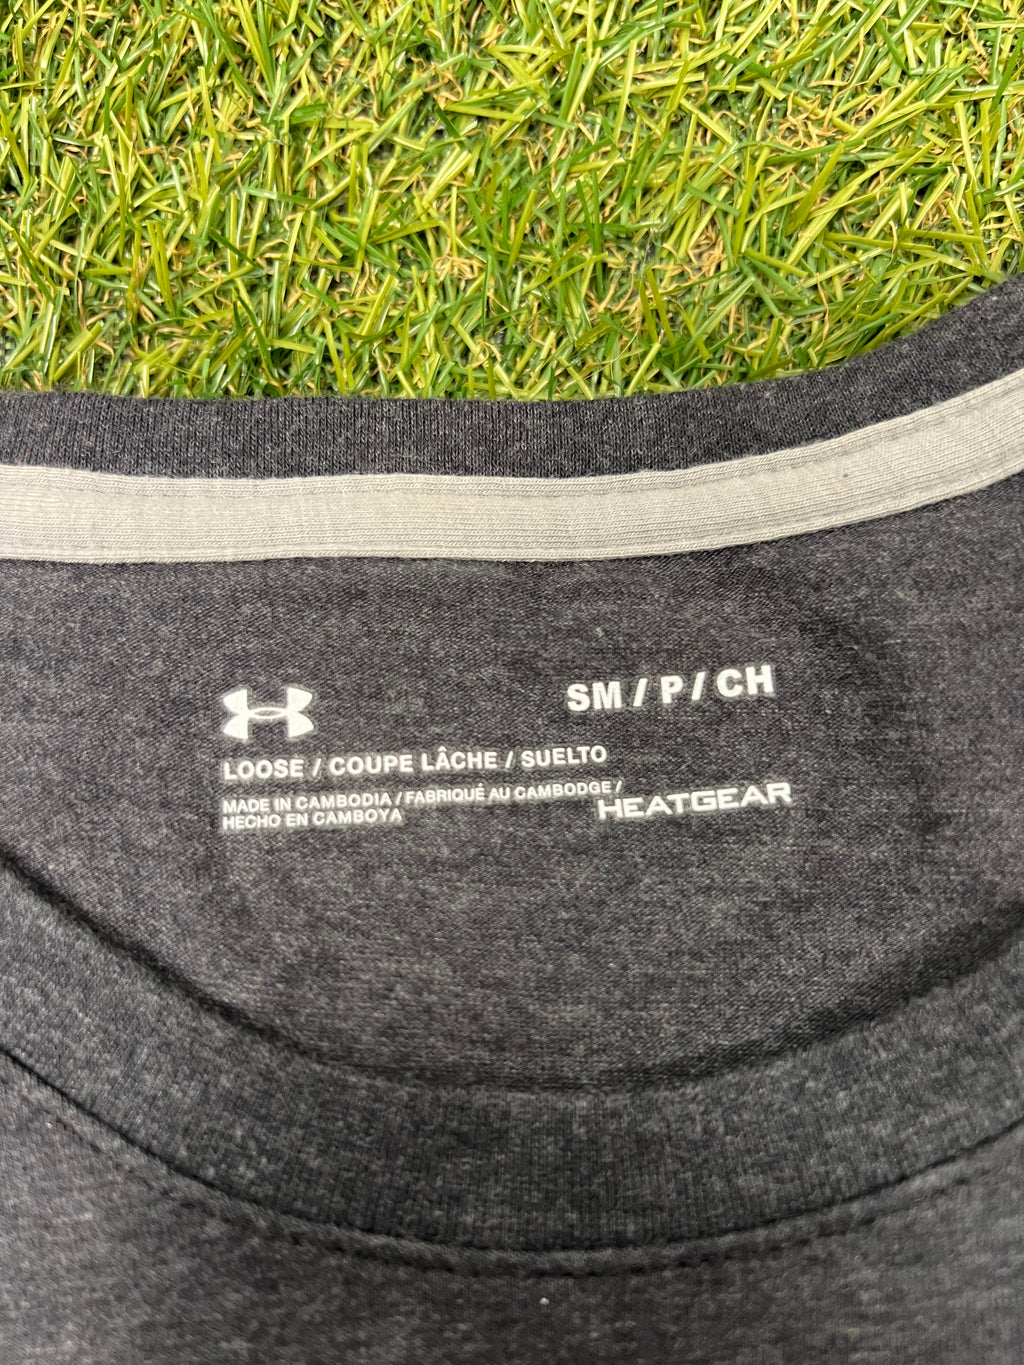 SM / P / CH
LOOSE / COUPE LÂCHE / SUELTO
MADE IN CAMBODIA / FABRIQUÉ AU CAMBODGE /
HECHO EN CAMBOYA
HEATGEAR